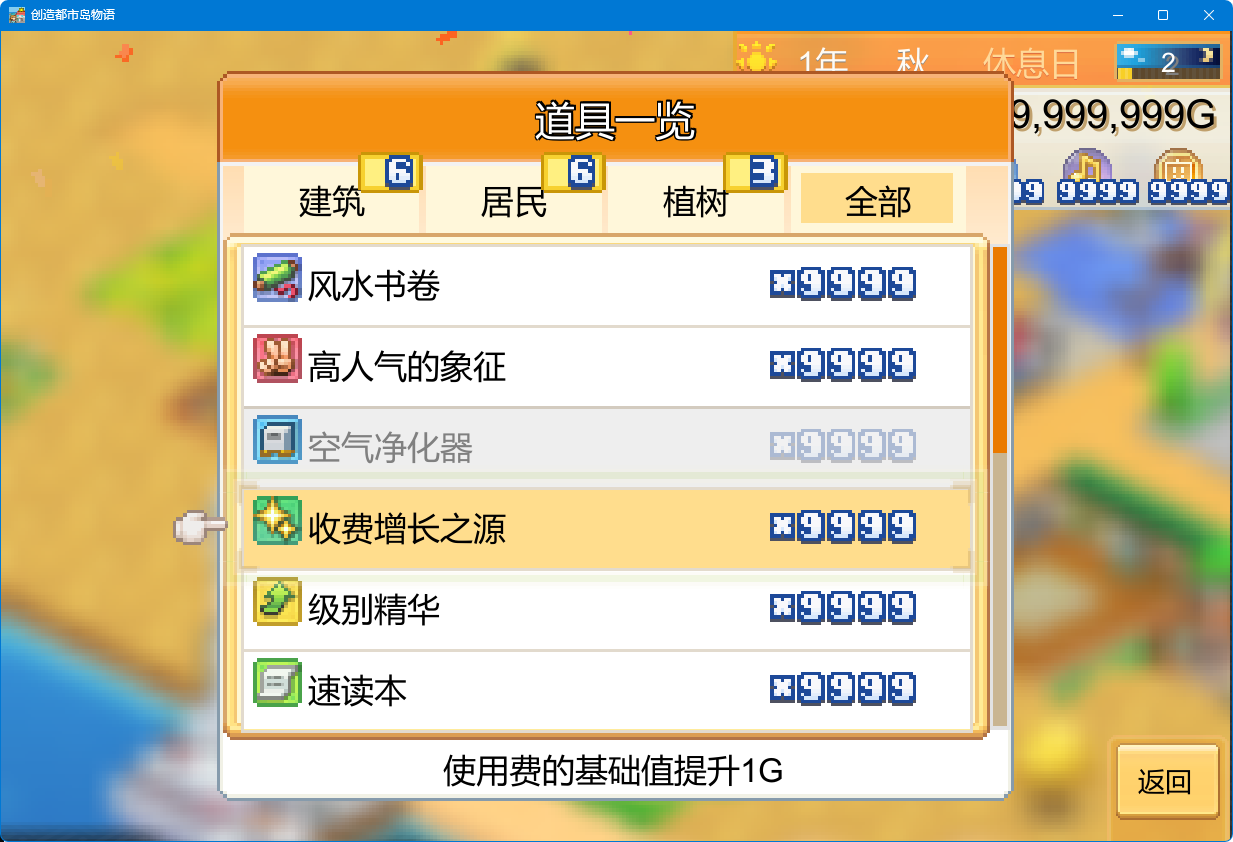 创造都市岛物语
1年 秋 休息日 2
9,999,999G
99 9999 9999
道具一览
建筑 6 居民 6 植树 3 全部
风水书卷 ×9999
高人气的象征 ×9999
空气净化器 ×9999
收费增长之源 ×9999
级别精华 ×9999
速读本 ×9999
使用费的基础值提升1G
返回